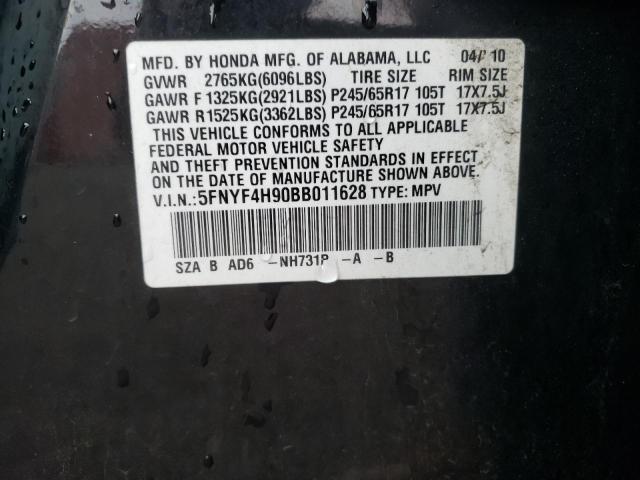 MFD. BY HONDA MFG. OF ALABAMA, LLC 04/10
GVWR 2765KG(6096LBS) TIRE SIZE RIM SIZE
GAWR F 1325KG(2921LBS) P245/65R17 105T 17X7.5J
GAWR R 1525KG(3362LBS) P245/65R17 105T 17X7.5J
THIS VEHICLE CONFORMS TO ALL APPLICABLE
FEDERAL MOTOR VEHICLE SAFETY
AND THEFT PREVENTION STANDARDS IN EFFECT
ON THE DATE OF MANUFACTURE SHOWN ABOVE.
V.I.N.: 5FNYF4H90BB011628 TYPE: MPV
SZA B AD6 -NH731P -A -B